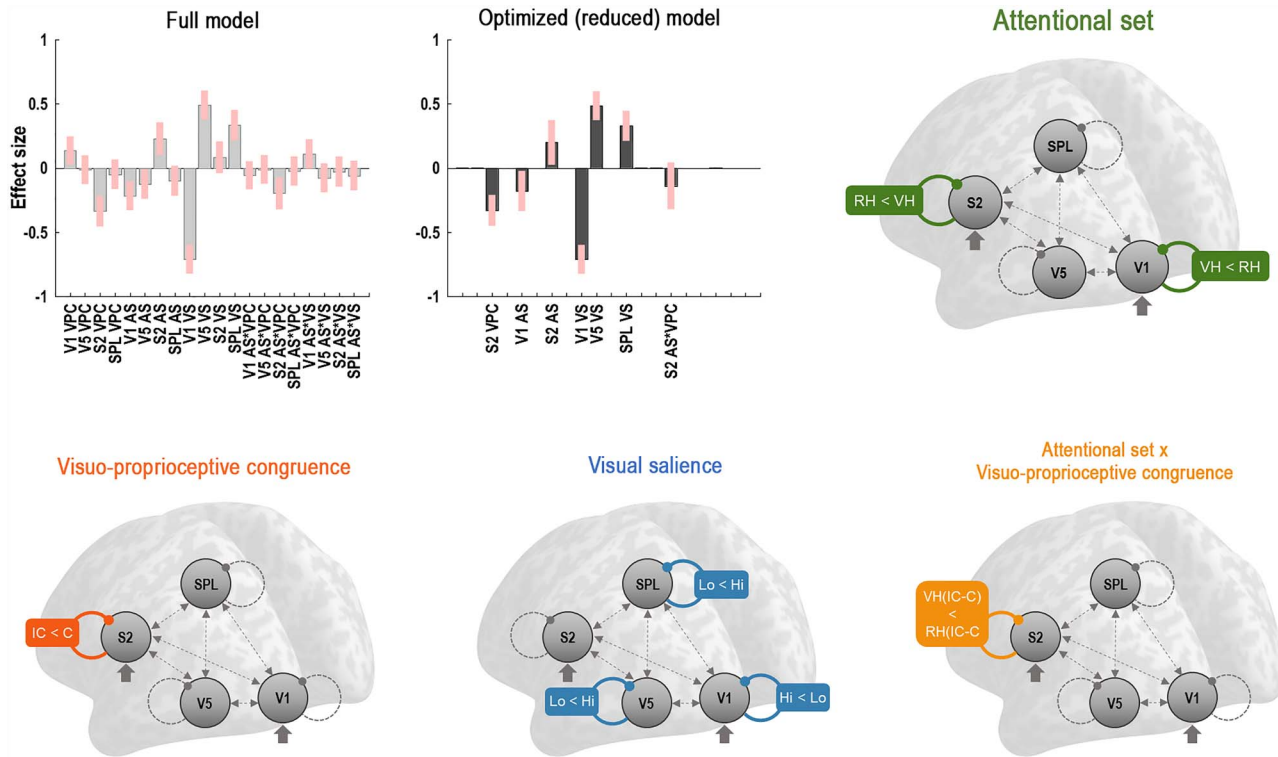 Full model
Optimized (reduced) model
Attentional set
Effect size
1
0.5
0
-0.5
-1
V1 VPC
V5 VPC
S2 VPC
SPL VPC
V1 AS
V5 AS
S2 AS
SPL AS
V1 VS
V5 VS
S2 VS
SPL VS
V1 AS*VPC
V5 AS*VPC
S2 AS*VPC
SPL AS*VPC
V1 AS*VS
V5 AS*VS
S2 AS*VS
SPL AS*VS
1
0.5
0
-0.5
-1
S2 VPC
V1 AS
S2 AS
V1 VS
V5 VS
SPL VS
S2 AS*VPC
SPL
RH < VH
S2
V5
V1
VH < RH
Visuo-proprioceptive congruence
SPL
IC < C
S2
V5
V1
Visual salience
SPL
Lo < Hi
S2
Lo < Hi
V5
V1
Hi < Lo
Attentional set x
Visuo-proprioceptive congruence
SPL
VH(IC-C)
<
RH(IC-C
S2
V5
V1